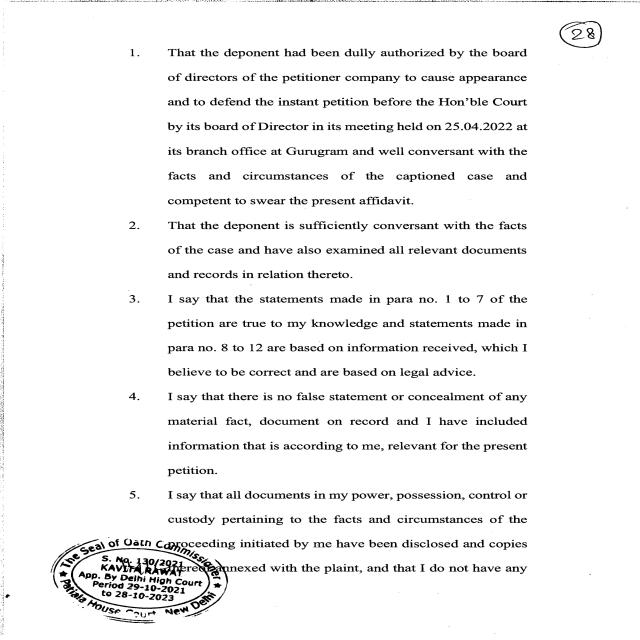 28
1. That the deponent had been dully authorized by the board
of directors of the petitioner company to cause appearance
and to defend the instant petition before the Hon'ble Court
by its board of Director in its meeting held on 25.04.2022 at
its branch office at Gurugram and well conversant with the
facts and circumstances of the captioned case and
competent to swear the present affidavit.
2. That the deponent is sufficiently conversant with the facts
of the case and have also examined all relevant documents
and records in relation thereto.
3. I say that the statements made in para no. 1 to 7 of the
petition are true to my knowledge and statements made in
para no. 8 to 12 are based on information received, which I
believe to be correct and are based on legal advice.
4. I say that there is no false statement or concealment of any
material fact, document on record and I have included
information that is according to me, relevant for the present
petition.
5. I say that all documents in my power, possession, control or
custody pertaining to the facts and circumstances of the
proceeding initiated by me have been disclosed and copies
annexed with the plaint, and that I do not have any
The Seal of Oath Commissioner
S. No. 130/2021
KAVITA RAWAT
App. By Delhi High Court
Period 29-10-2021
to 28-10-2023
Patiala House Court, New Delhi